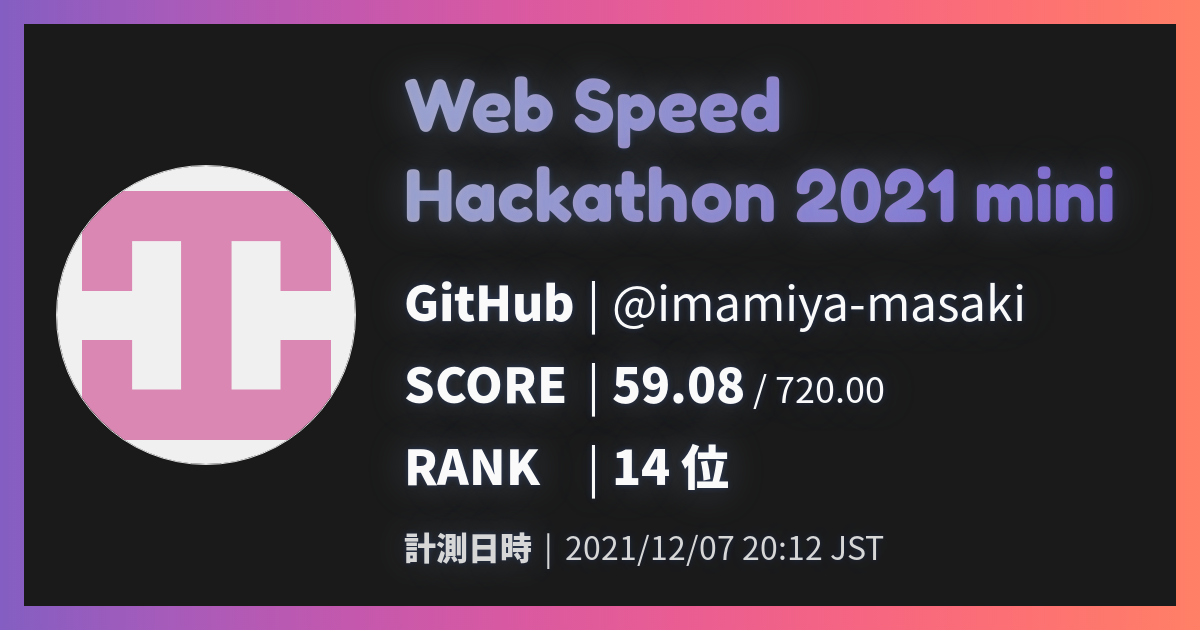 Web Speed
Hackathon 2021 mini
GitHub | @imamiya-masaki
SCORE | 59.08 / 720.00
RANK | 14 位
計測日時 | 2021/12/07 20:12 JST